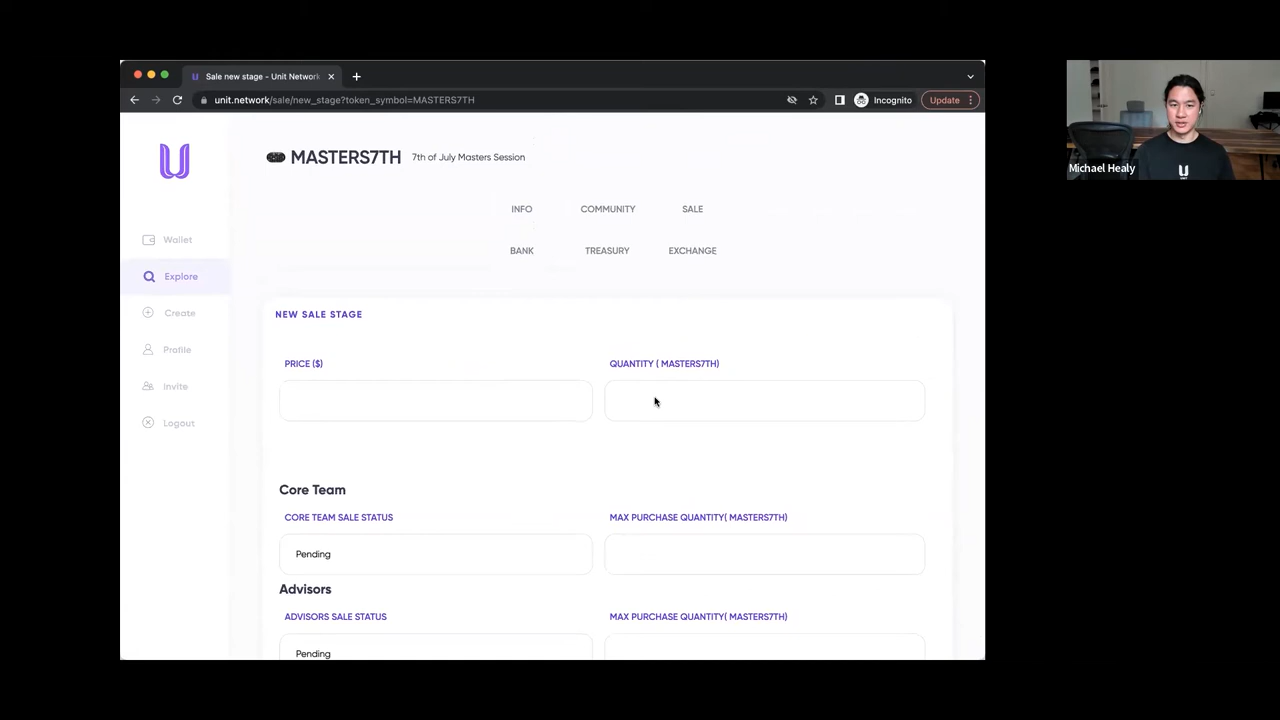 Sale new stage - Unit Network
unit.network/sale/new_stage?token_symbol=MASTERS7TH
Incognito
Update
MASTERS7TH
7th of July Masters Session
INFO
COMMUNITY
SALE
BANK
TREASURY
EXCHANGE
Wallet
Explore
Create
Profile
Invite
Logout
NEW SALE STAGE
PRICE ($)
QUANTITY ( MASTERS7TH)
Core Team
CORE TEAM SALE STATUS
MAX PURCHASE QUANTITY( MASTERS7TH)
Pending
Advisors
ADVISORS SALE STATUS
MAX PURCHASE QUANTITY( MASTERS7TH)
Pending
Michael Healy